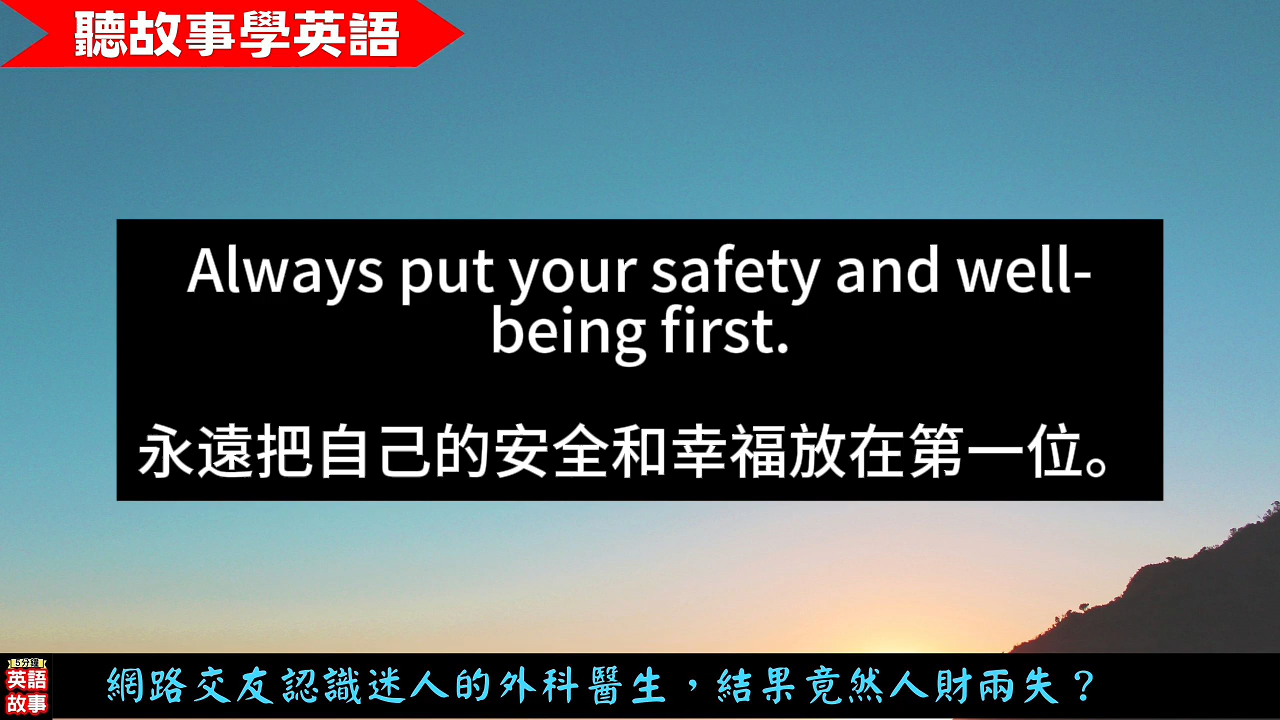 聽故事學英語
Always put your safety and well-
being first.
永遠把自己的安全和幸福放在第一位。
5分鐘
英語
故事
網路交友認識迷人的外科醫生，結果竟然人財兩失？